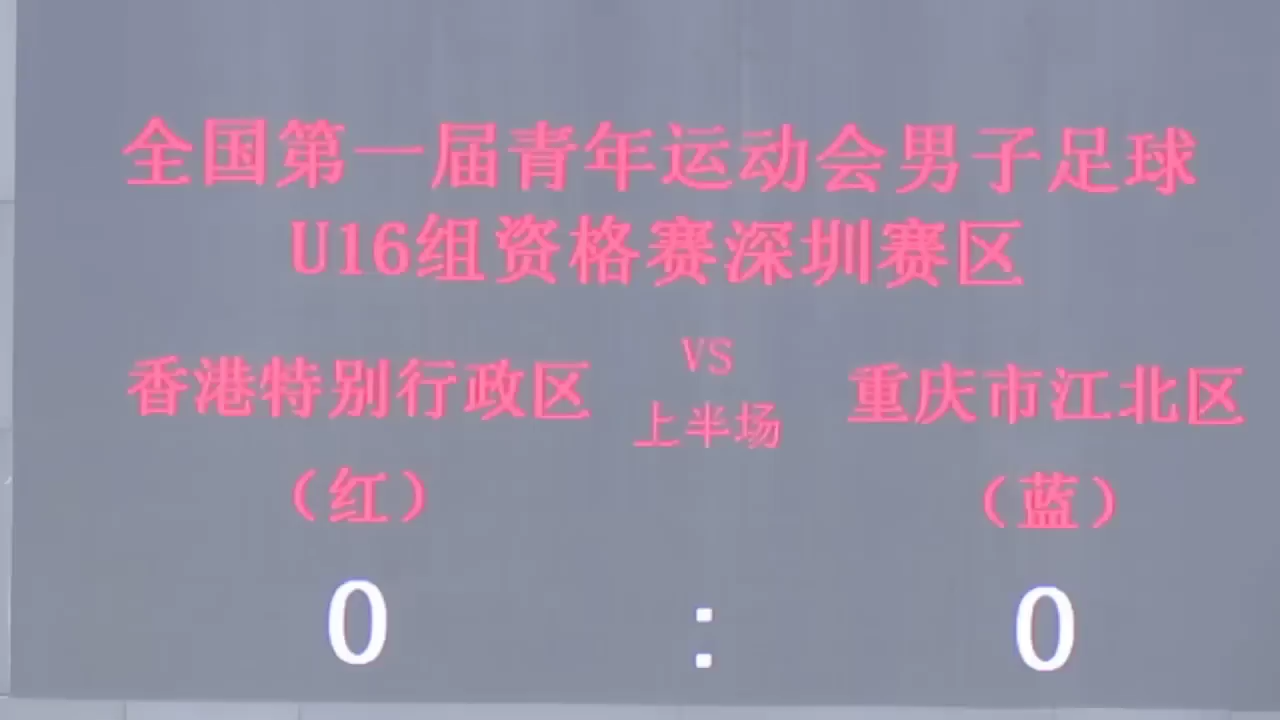 全国第一届青年运动会男子足球
U16组资格赛深圳赛区
香港特别行政区 VS 重庆市江北区
上半场
（红） （蓝）
0 : 0